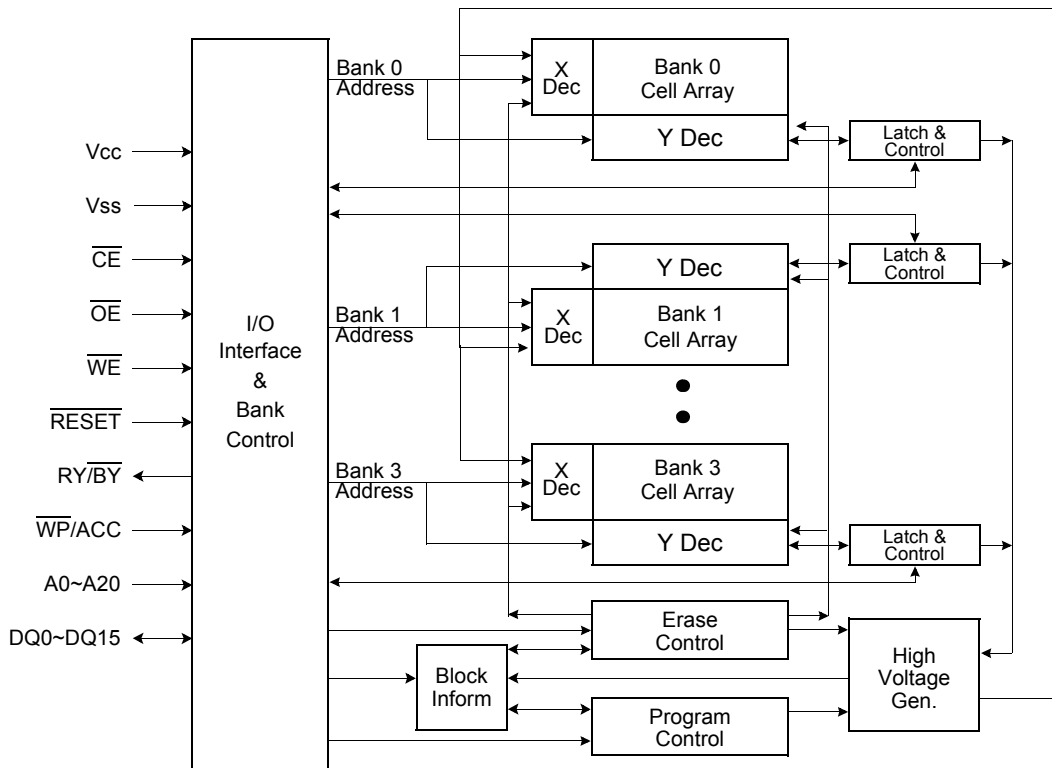 Vcc
Vss
CE
OE
WE
RESET
RY/BY
WP/ACC
A0~A20
DQ0~DQ15
I/O
Interface
&
Bank
Control
Bank 0
Address
X
Dec
Bank 0
Cell Array
Y Dec
Latch &
Control
Bank 1
Address
Y Dec
Latch &
Control
X
Dec
Bank 1
Cell Array
Bank 3
Address
X
Dec
Bank 3
Cell Array
Y Dec
Latch &
Control
Erase
Control
Block
Inform
Program
Control
High
Voltage
Gen.